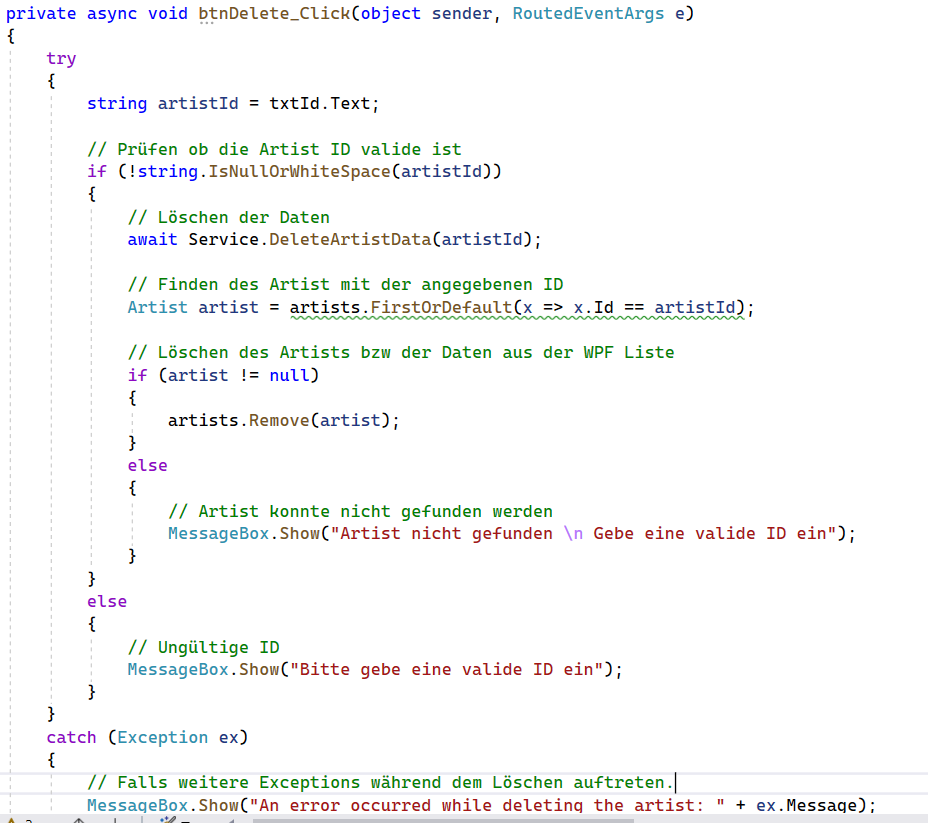 private async void btnDelete_Click(object sender, RoutedEventArgs e)
{
try
{
string artistId = txtId.Text;
// Prüfen ob die Artist ID valide ist
if (!string.IsNullOrWhiteSpace(artistId))
{
// Löschen der Daten
await Service.DeleteArtistData(artistId);
// Finden des Artist mit der angegebenen ID
Artist artist = artists.FirstOrDefault(x => x.Id == artistId);
// Löschen des Artists bzw der Daten aus der WPF Liste
if (artist != null)
{
artists.Remove(artist);
}
else
{
// Artist konnte nicht gefunden werden
MessageBox.Show("Artist nicht gefunden \n Gebe eine valide ID ein");
}
}
else
{
// Ungültige ID
MessageBox.Show("Bitte gebe eine valide ID ein");
}
}
catch (Exception ex)
{
// Falls weitere Exceptions während dem Löschen auftreten.
MessageBox.Show("An error occurred while deleting the artist: " + ex.Message);